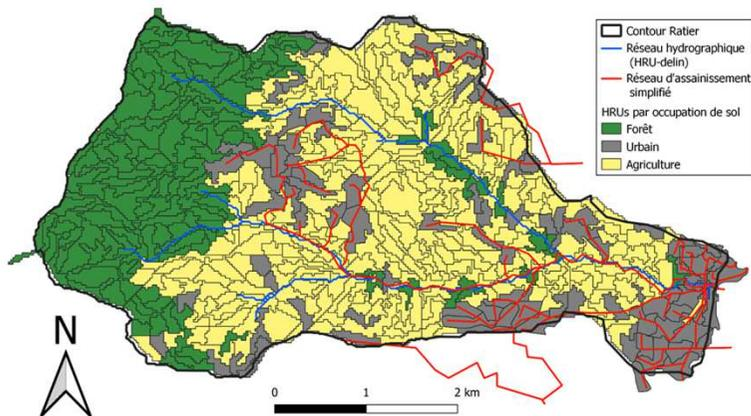 Contour Ratier
Réseau hydrographique
(HRU-delin)
Réseau d'assainissement
simplifié
HRUs par occupation de sol
Forêt
Urbain
Agriculture
N
0 1 2 km